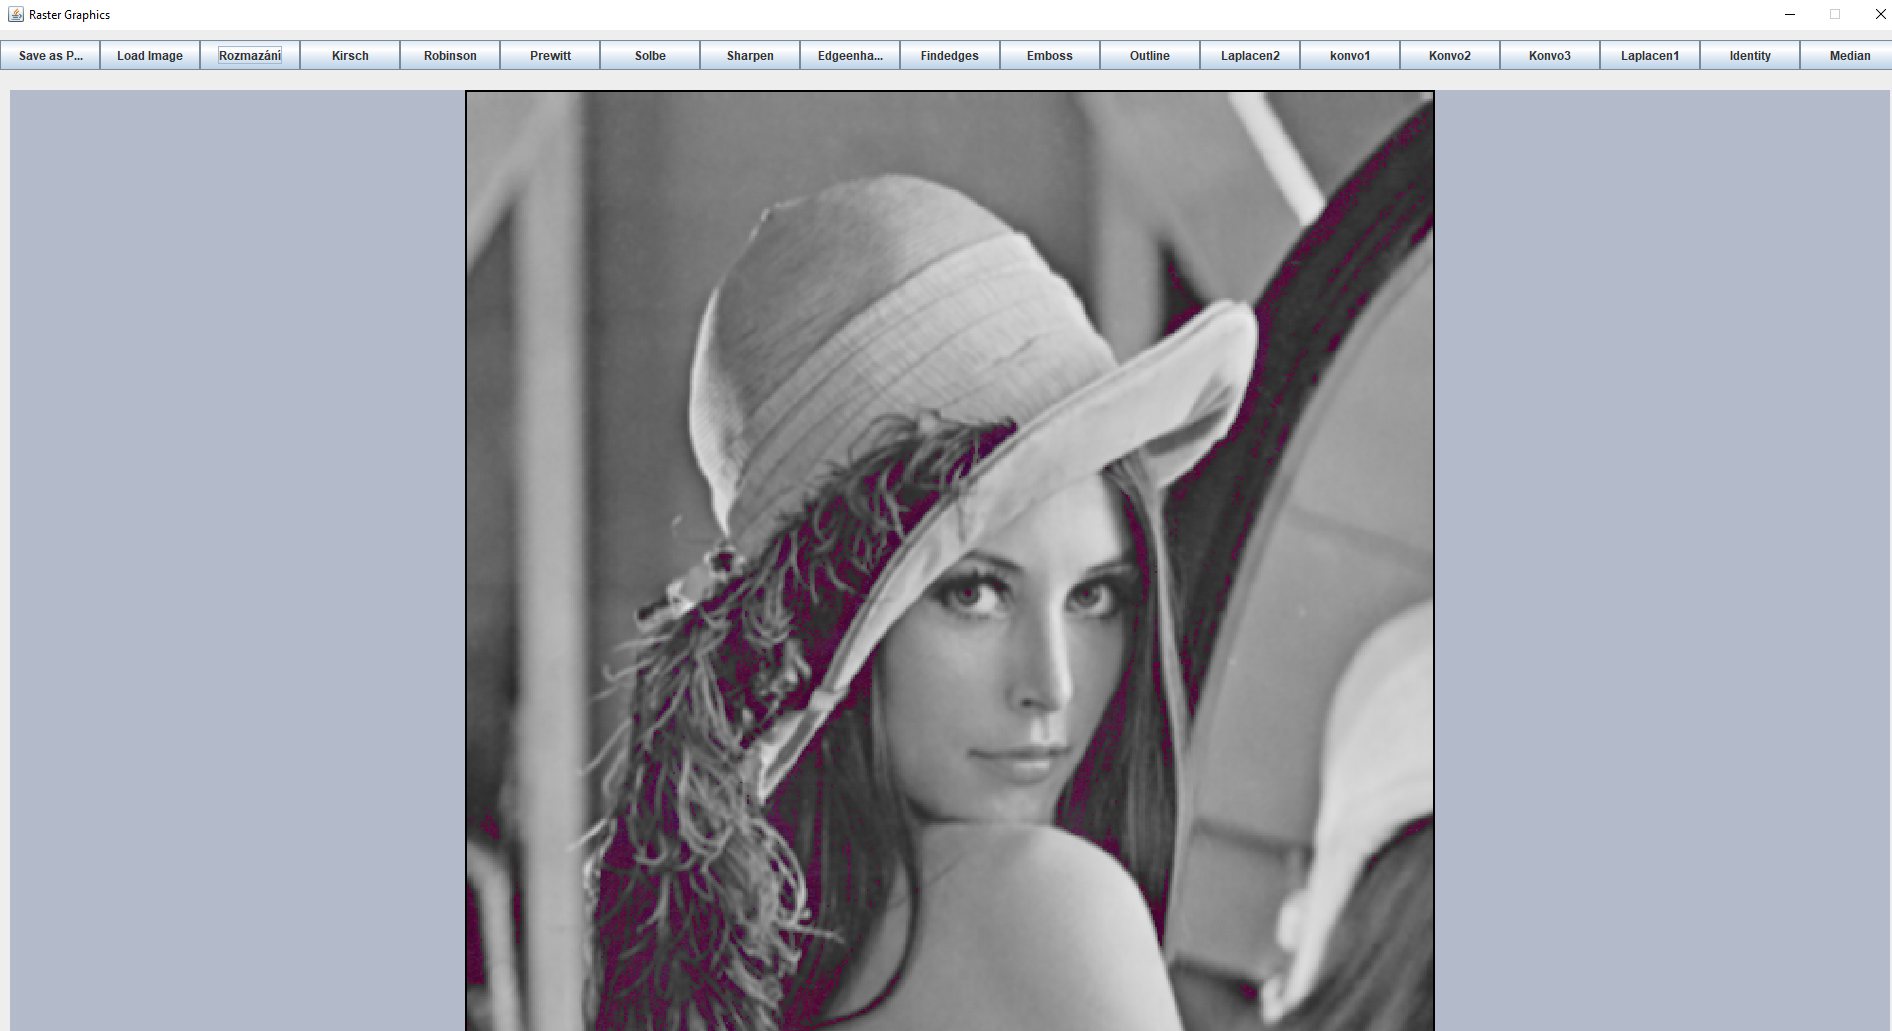 Raster Graphics
Save as P... Load Image Rozmazání Kirsch Robinson Prewitt Solbe Sharpen Edgeenha... Findedges Emboss Outline Laplacen2 konvo1 Konvo2 Konvo3 Laplacen1 Identity Median